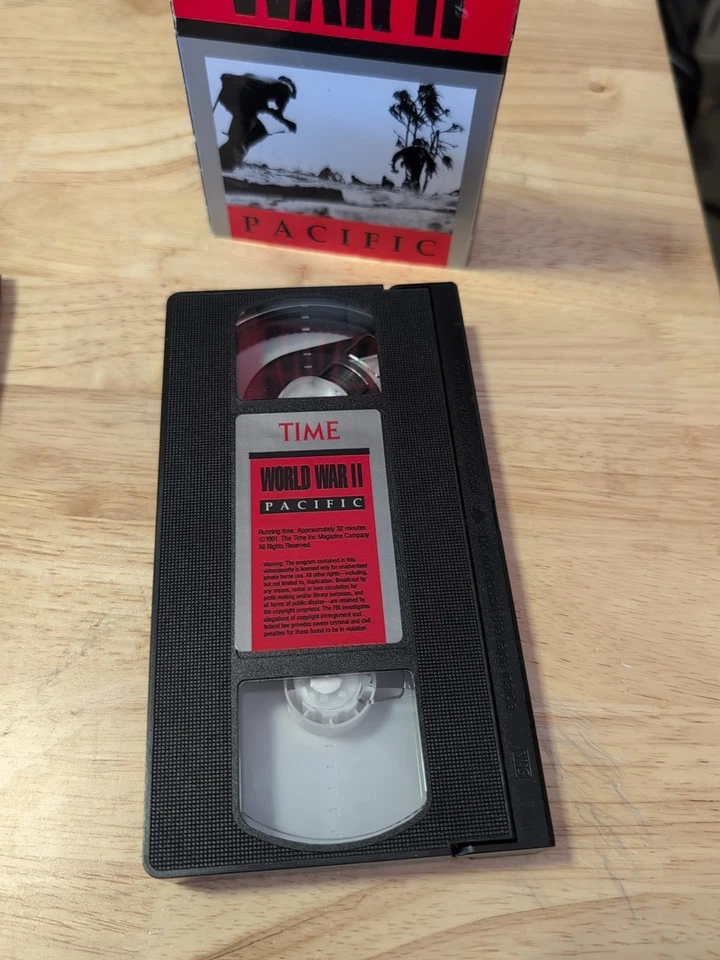 WAR II
PACIFIC
TIME
WORLD WAR II
PACIFIC
Running time: Approximately 32 minutes
©1991 The Time Inc. Magazine Company
All Rights Reserved
Warning: The program contained in this
videocassette is licensed only for unadvertised
private home use. All other rights—including,
but not limited to, duplication; Broadcast by
any means, rental or loan circulation for
profit-making and/or library purposes, and
all forms of public-display—are retained by
the copyright proprietor. The FBI investigates
allegations of copyright infringement and
federal law provides severe criminal and civil
penalties for those found to be in violation.